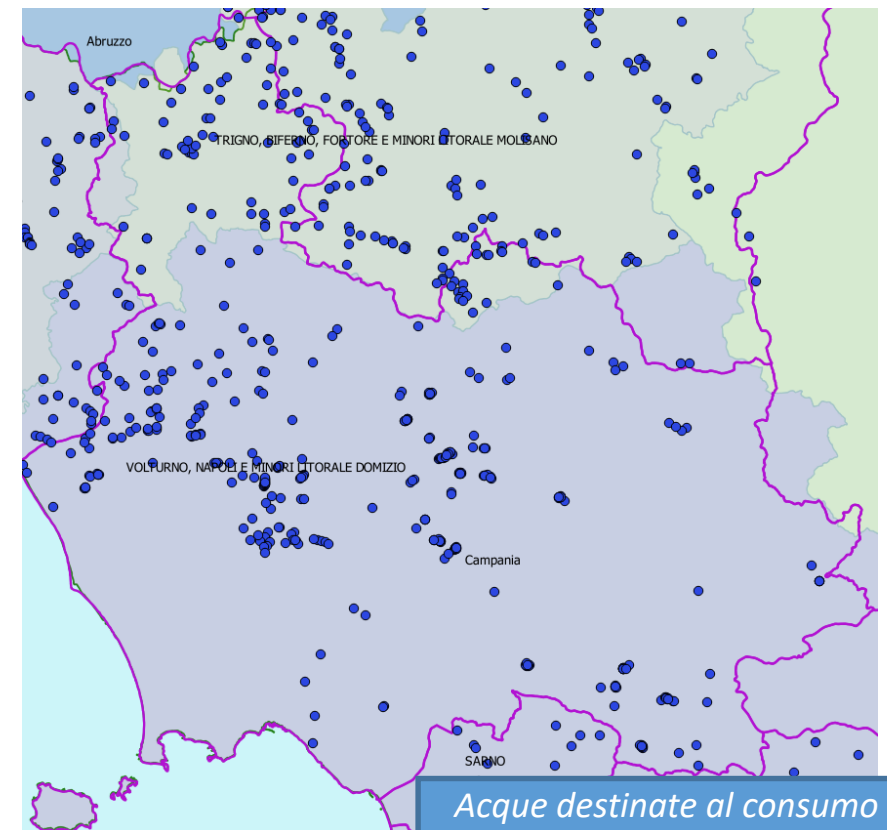 Abruzzo
TRIGNO, BIFERNO, FORTORE E MINORI LITORALE MOLISANO
VOLTURNO, NAPOLI E MINORI LITORALE DOMIZIO
Campania
SARNO
Acque destinate al consumo